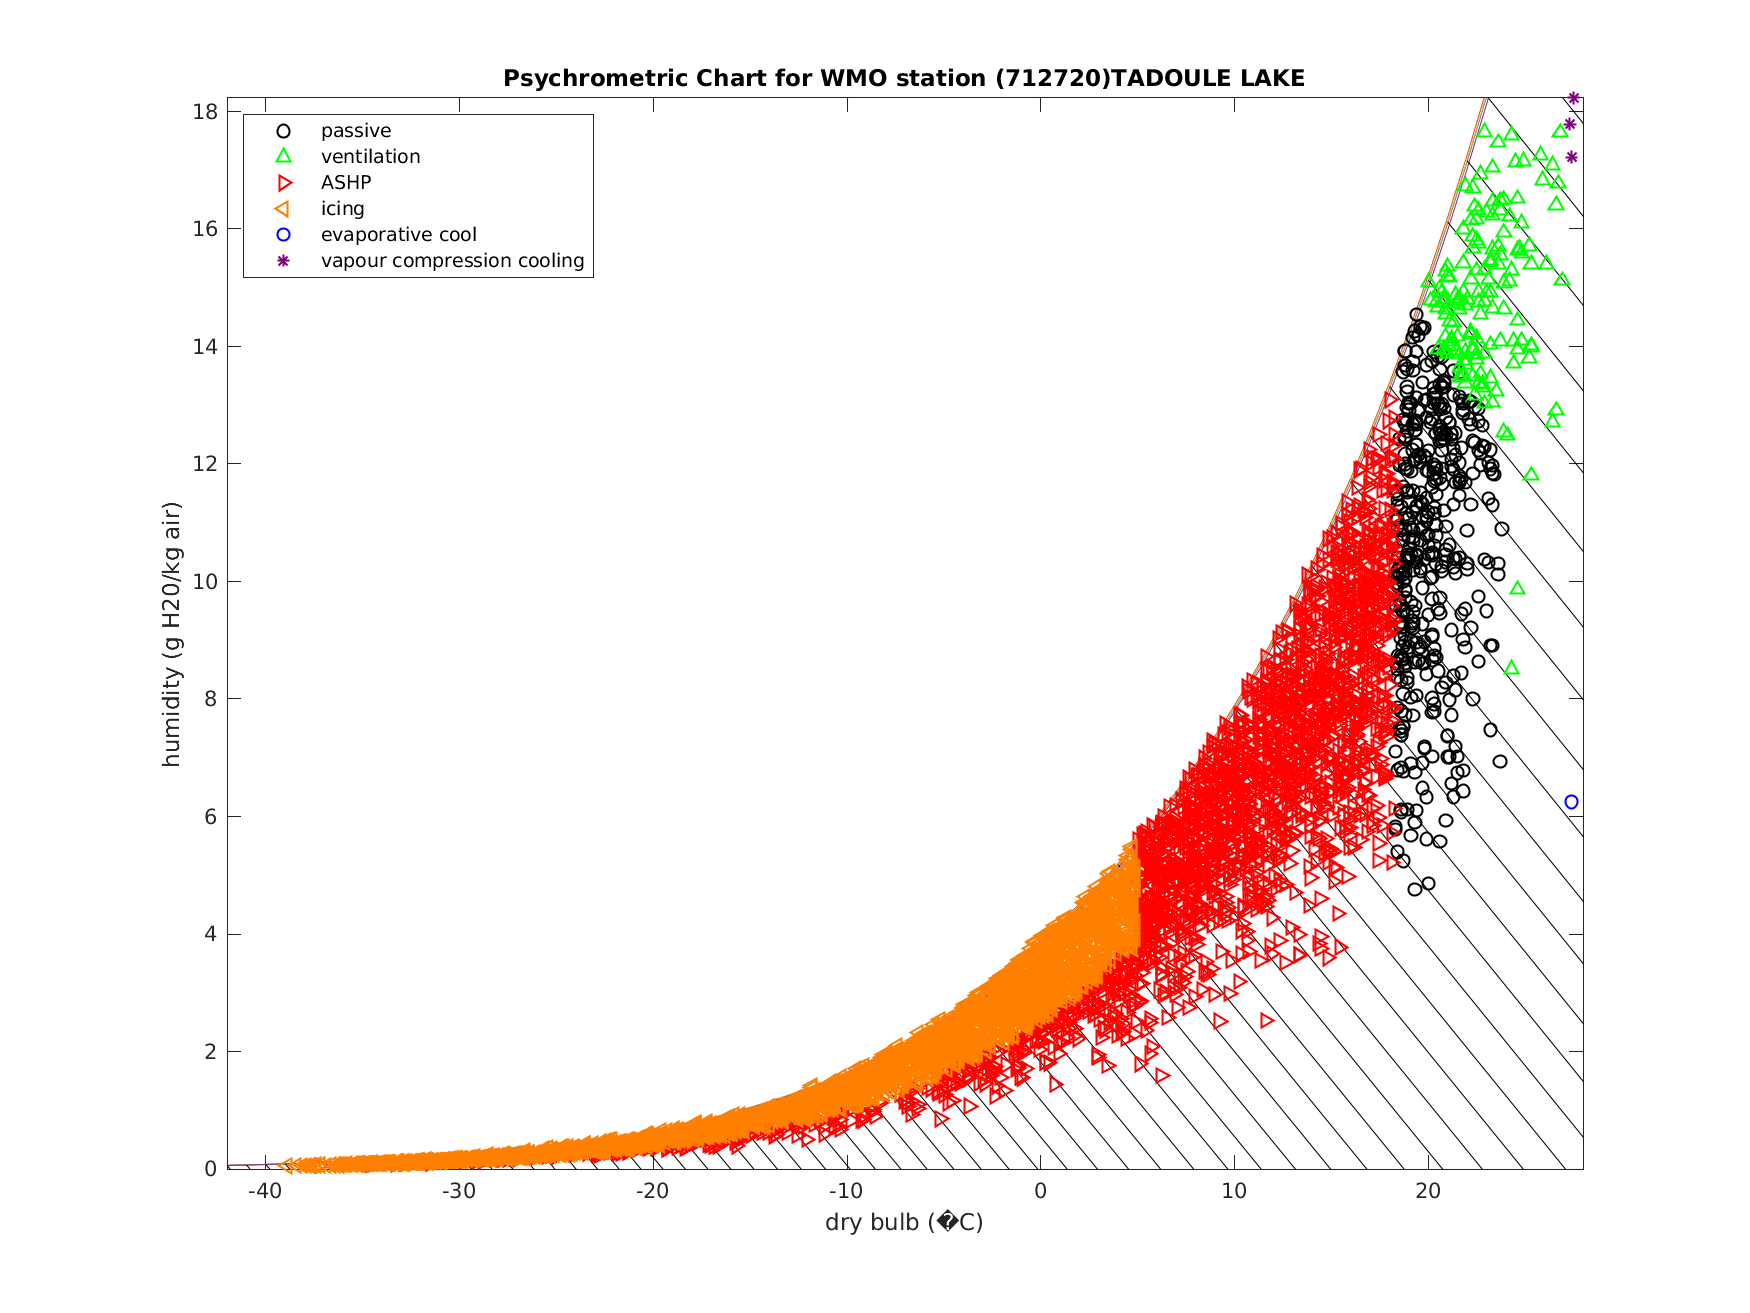 Psychrometric Chart for WMO station (712720)TADOULE LAKE
passive
ventilation
ASHP
icing
evaporative cool
vapour compression cooling
18
16
14
12
10
8
6
4
2
0
humidity (g H20/kg air)
-40
-30
-20
-10
0
10
20
dry bulb (�C)